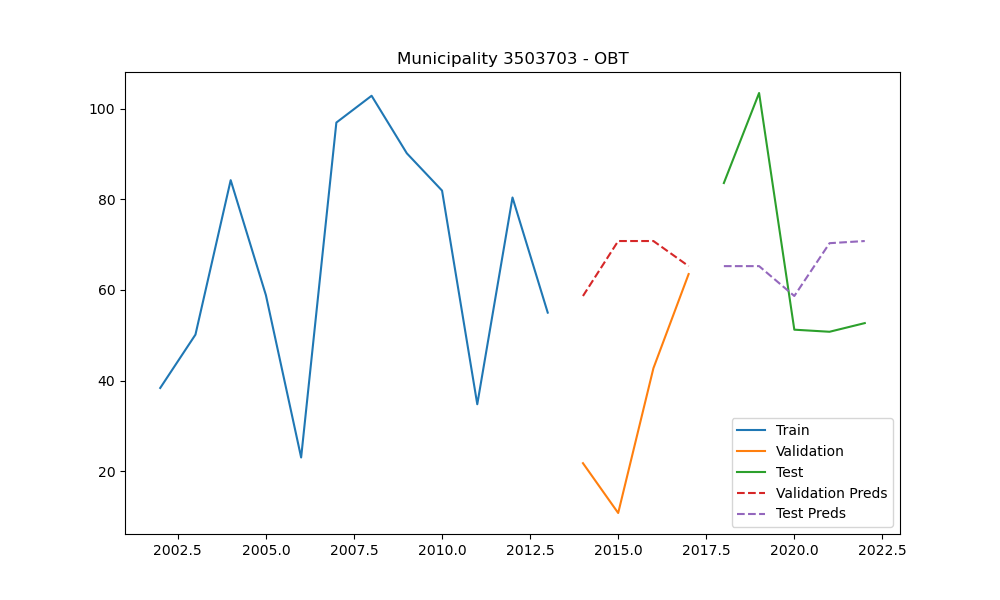 Municipality 3503703 - OBT
100
80
60
40
20
2002.5 2005.0 2007.5 2010.0 2012.5 2015.0 2017.5 2020.0 2022.5
Train
Validation
Test
Validation Preds
Test Preds